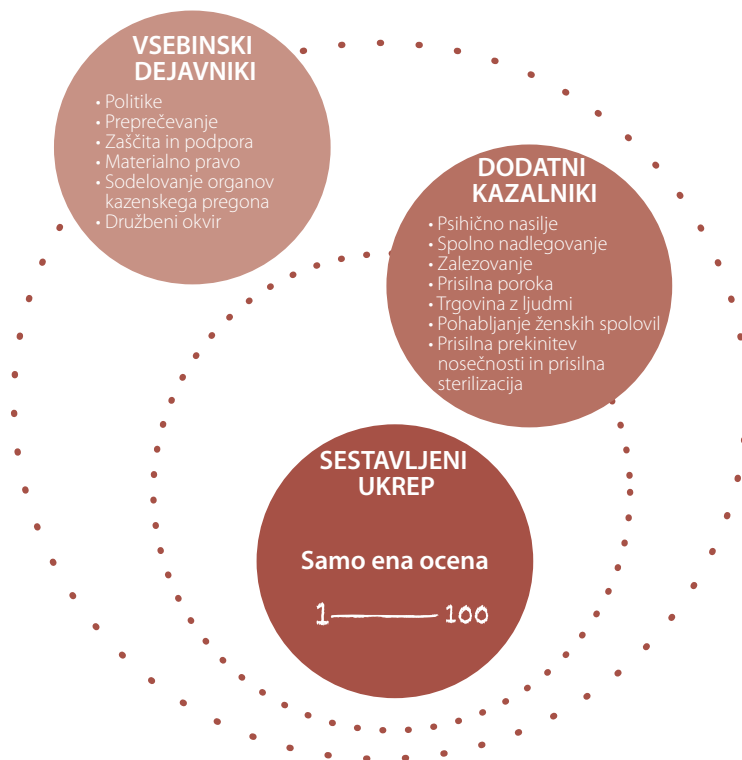 VSEBINSKI
DEJAVNIKI
• Politike
• Preprečevanje
• Zaščita in podpora
• Materialno pravo
• Sodelovanje organov
kazenskega pregona
• Družbeni okvir
DODATNI
KAZALNIKI
• Psihično nasilje
• Spolno nadlegovanje
• Zalezovanje
• Prisilna poroka
• Trgovina z ljudmi
• Pohabljanje ženskih spolovil
• Prisilna prekinitev
nosečnosti in prisilna
sterilizacija
SESTAVLJENI
UKREP
Samo ena ocena
1 100